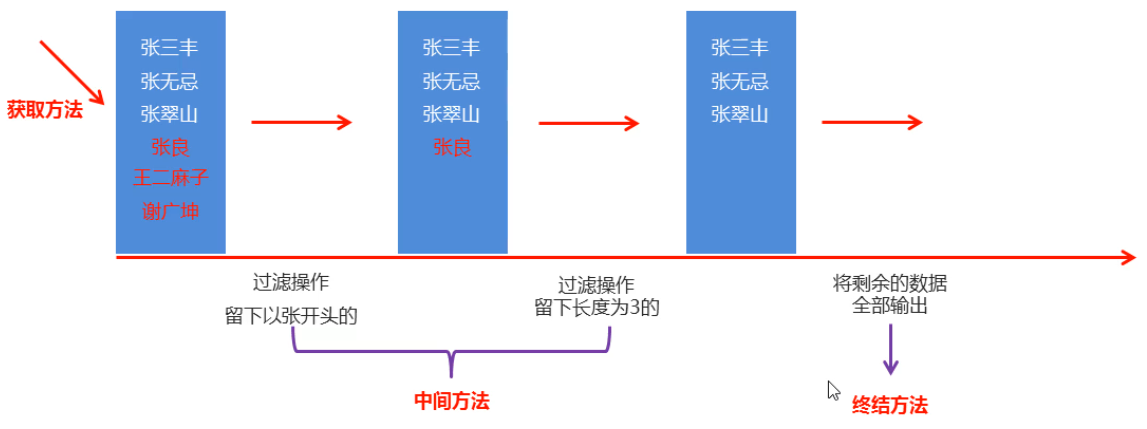 获取方法
张三丰
张无忌
张翠山
张良
王二麻子
谢广坤
张三丰
张无忌
张翠山
张良
张三丰
张无忌
张翠山
过滤操作
留下以张开头的
过滤操作
留下长度为3的
将剩余的数据
全部输出
中间方法
终结方法